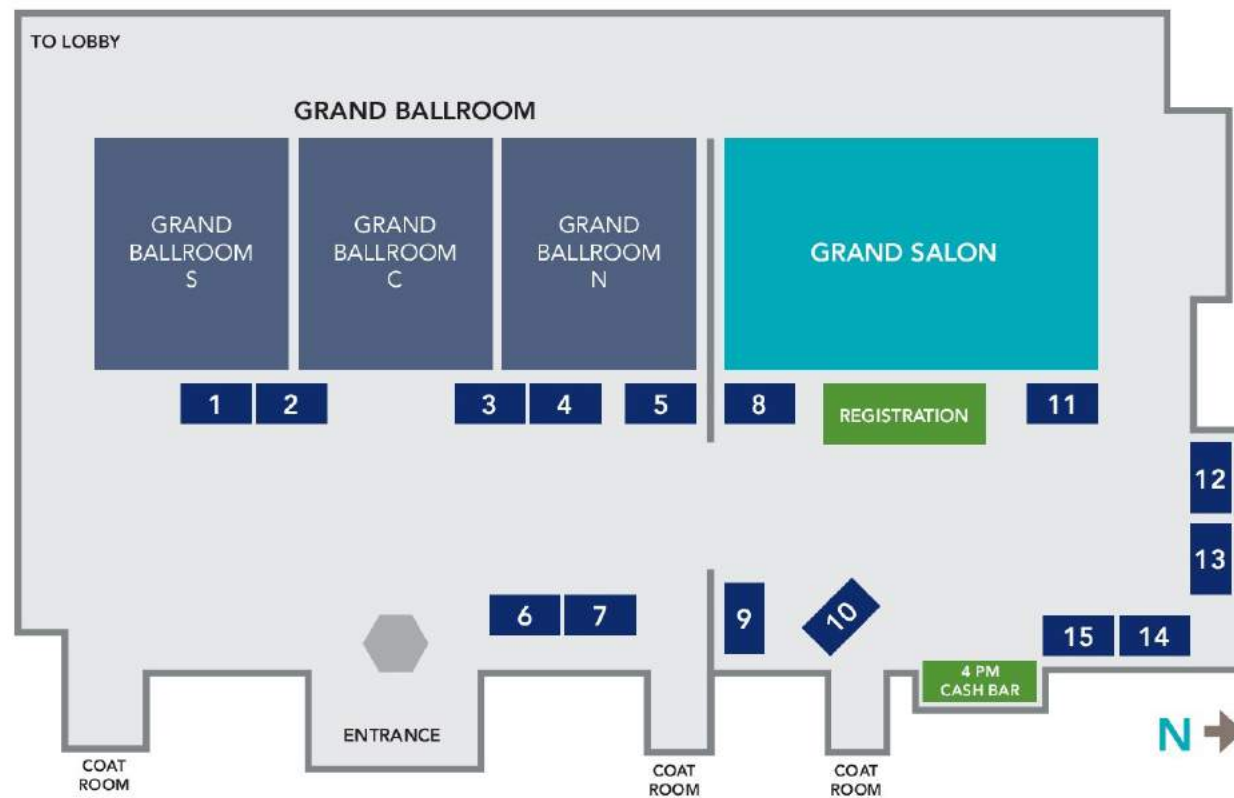 TO LOBBY
GRAND BALLROOM
GRAND
BALLROOM
S
GRAND
BALLROOM
C
GRAND
BALLROOM
N
GRAND SALON
1
2
3
4
5
8
REGISTRATION
11
12
13
6
7
9
10
15
14
4 PM
CASH BAR
ENTRANCE
N
COAT
ROOM
COAT
ROOM
COAT
ROOM